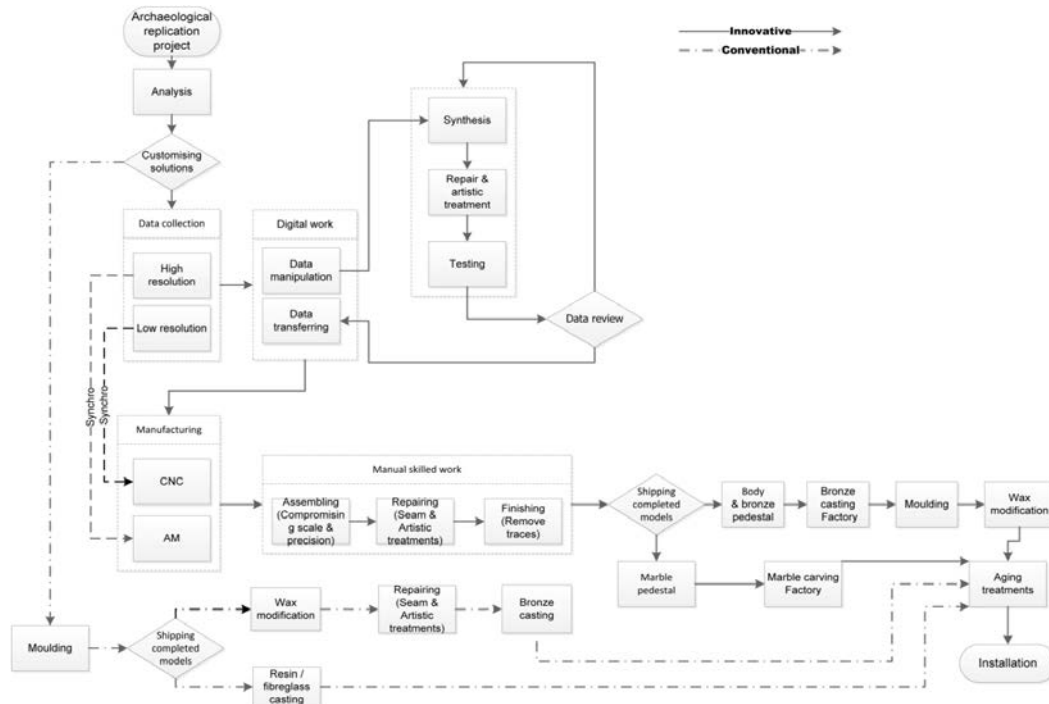 Archaeological
replication
project
Innovative
Conventional
Analysis
Customising
solutions
Data collection
High
resolution
Low resolution
Digital work
Data
manipulation
Data
transferring
Synthesis
Repair &
artistic
treatment
Testing
Data review
Synchro
Synchro
Manufacturing
CNC
AM
Manual skilled work
Assembling
(Compromisin
g scale &
precision)
Repairing
(Seam &
Artistic
treatments)
Finishing
(Remove
traces)
Shipping
completed
models
Body
& bronze
pedestal
Bronze
casting
Factory
Moulding
Wax
modification
Marble
pedestal
Marble carving
Factory
Aging
treatments
Installation
Moulding
Shipping
completed
models
Wax
modification
Repairing
(Seam &
Artistic
treatments)
Bronze
casting
Resin /
fibreglass
casting